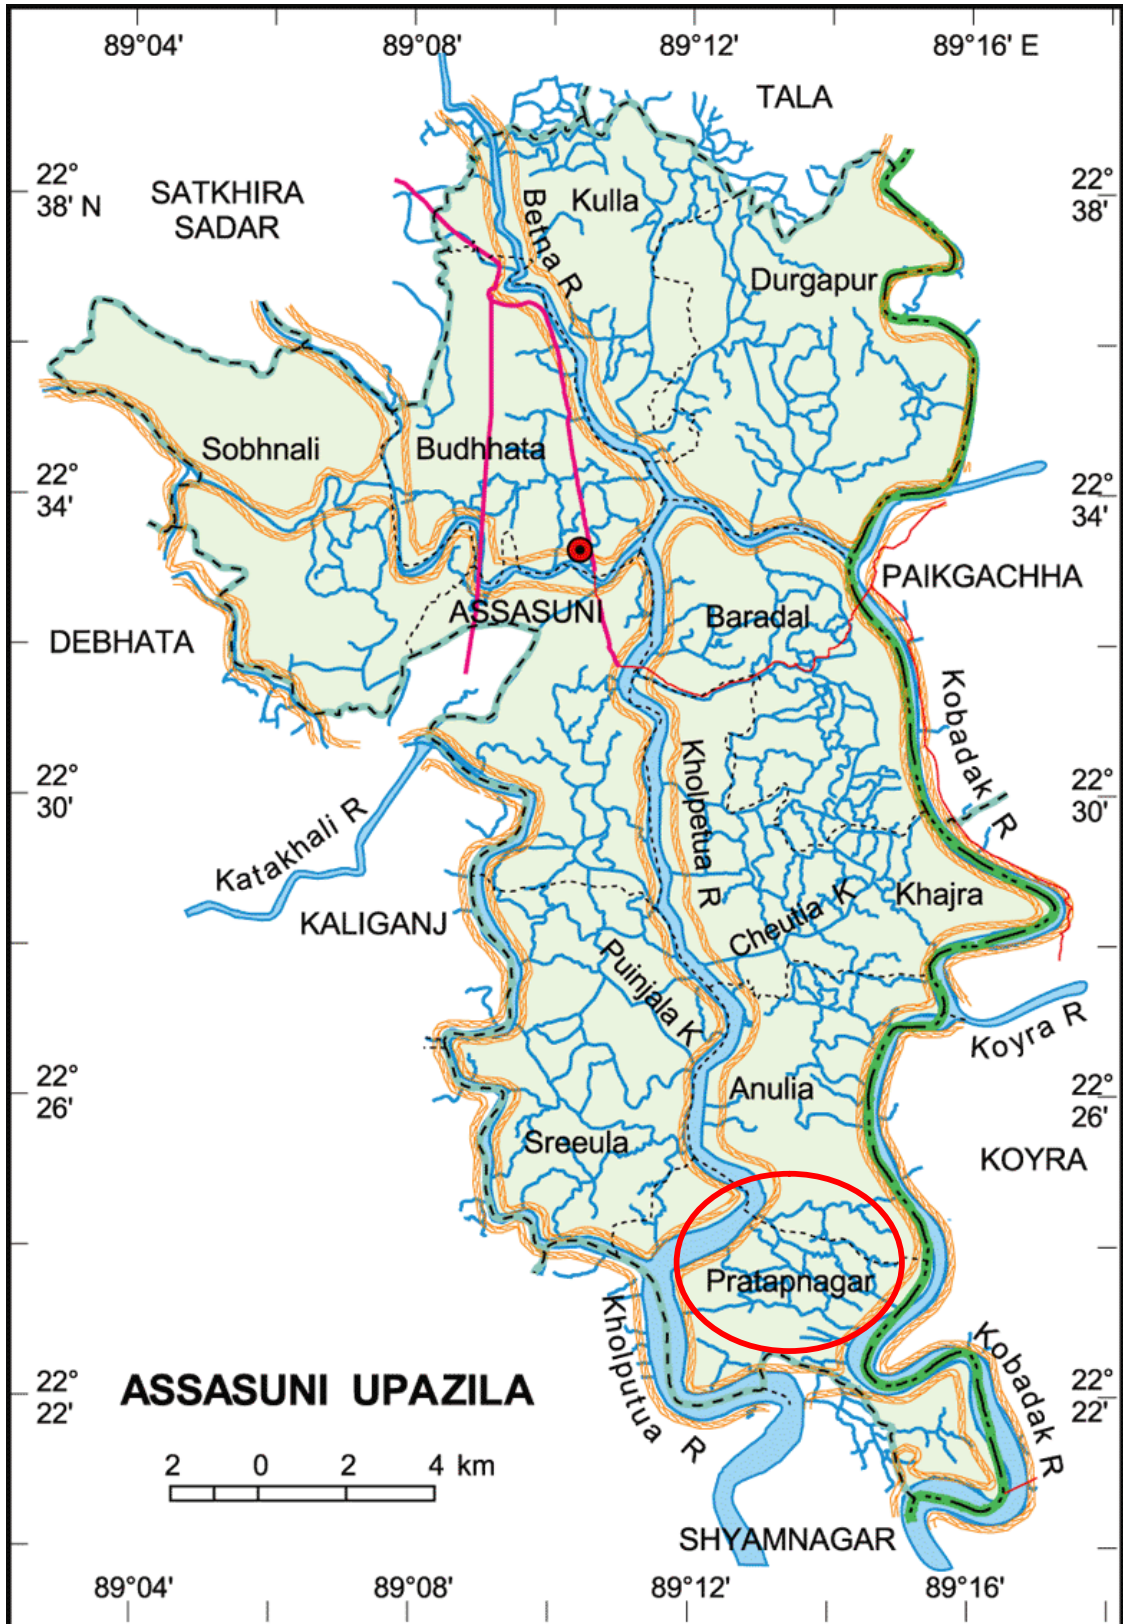 89°04'
89°08'
89°12'
89°16' E
TALA
22°
38' N
SATKHIRA
SADAR
Betna R
Kulla
22°
38'
Durgapur
Sobhnali
Budhhata
22°
34'
22°
34'
PAIKGACHHA
ASSASUNI
Baradal
DEBHATA
Kobadak R
Kholpetua R
22°
30'
22°
30'
Katakhali R
KALIGANJ
Khajra
Cheutla K
Puinjala K
Koyra R
22°
26'
Anulia
22°
26'
Sreeula
KOYRA
Pratapnagar
Kholputua R
Kobadak R
22°
22'
ASSASUNI UPAZILA
22°
22'
2 0 2 4 km
SHYAMNAGAR
89°04'
89°08'
89°12'
89°16'